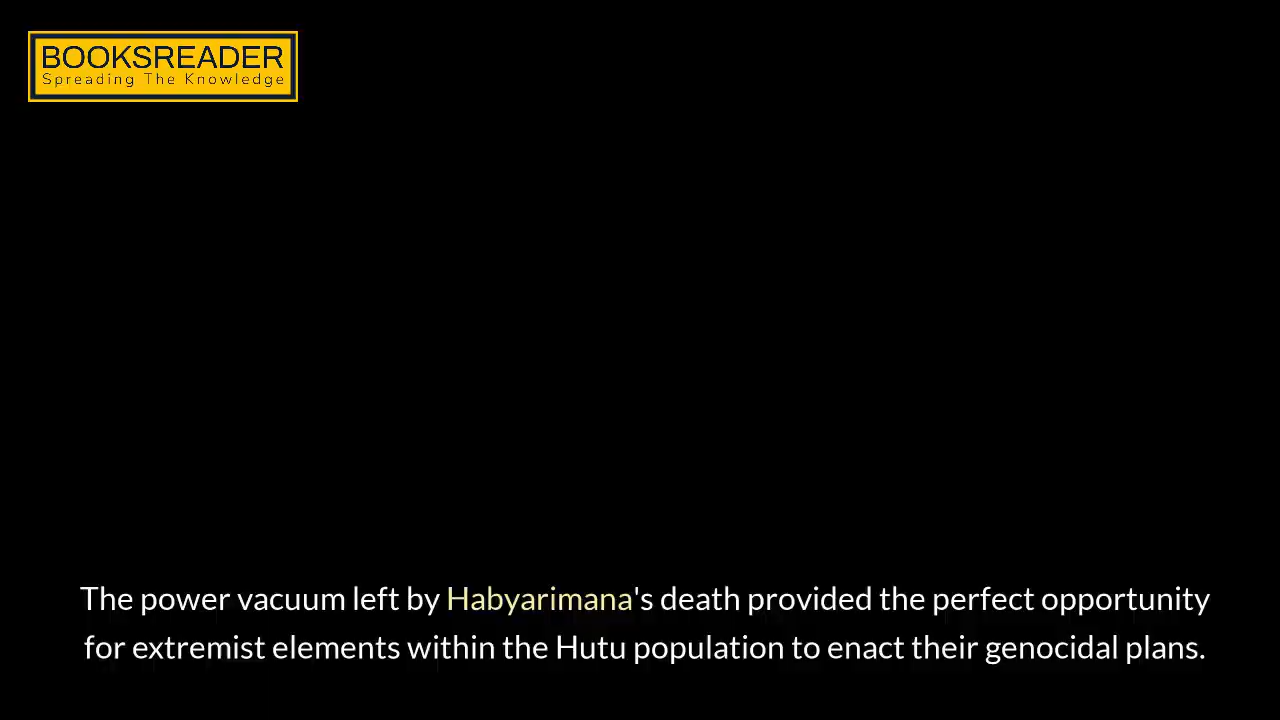 BOOKSREADER
Spreading The Knowledge
The power vacuum left by Habyarimana's death provided the perfect opportunity
for extremist elements within the Hutu population to enact their genocidal plans.